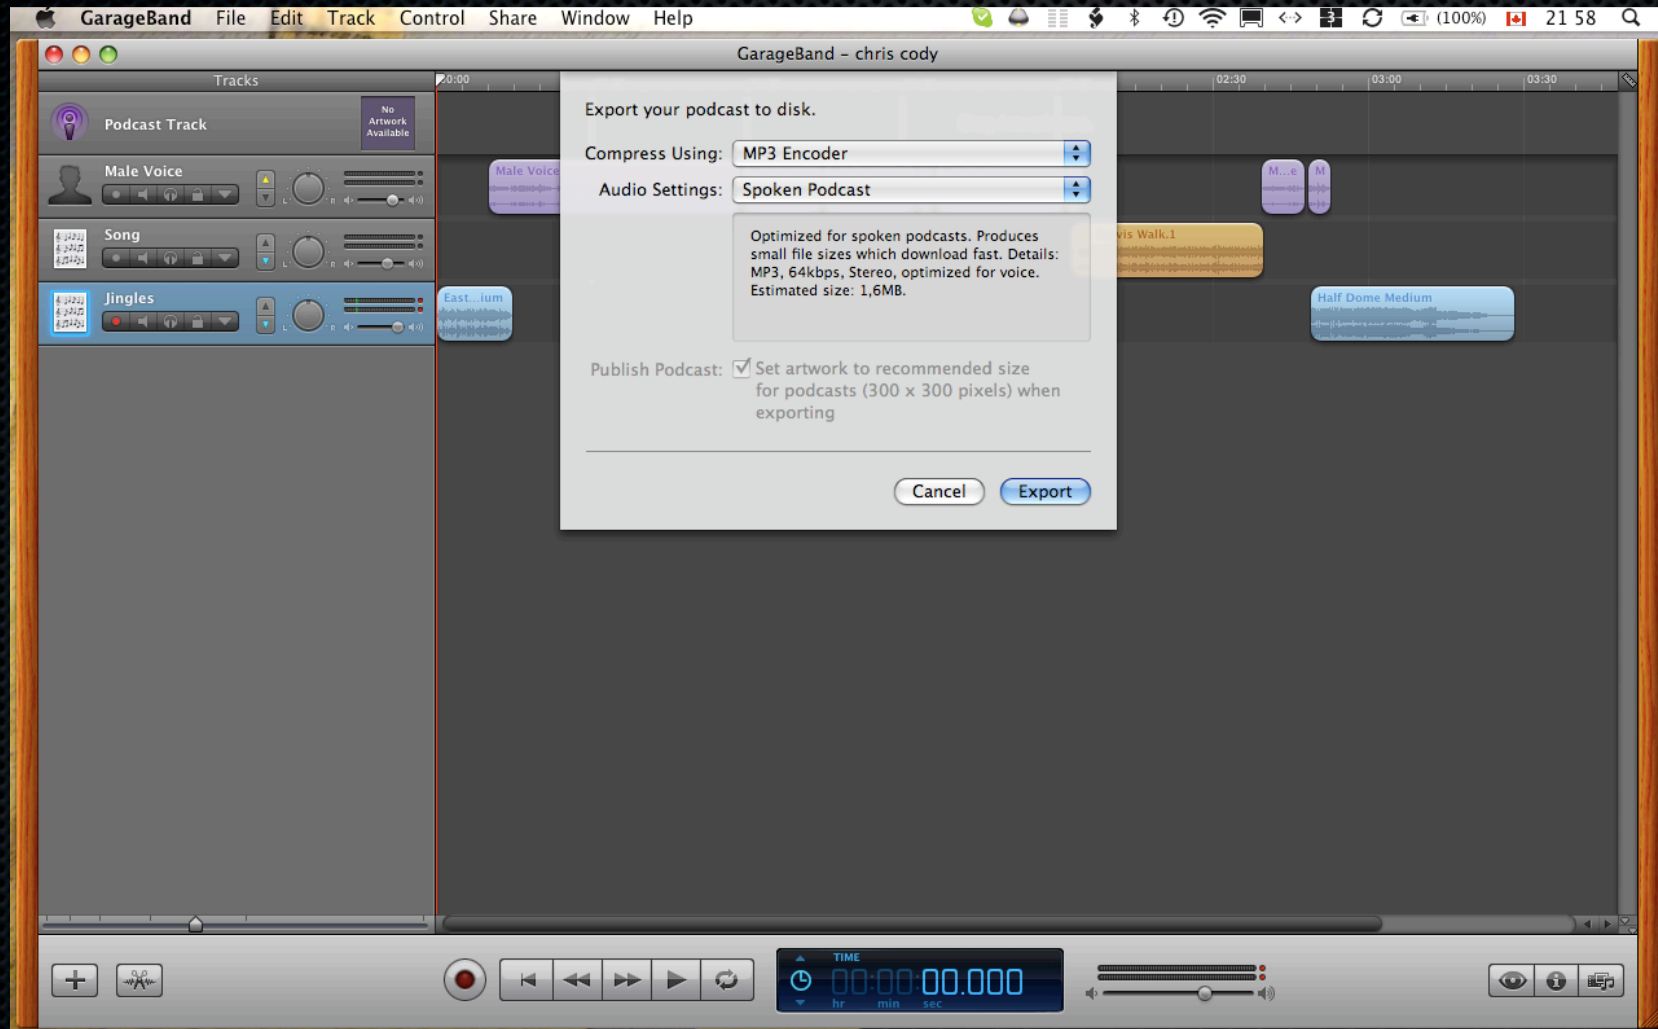 GarageBand File Edit Track Control Share Window Help (100%) 21 58
GarageBand – chris cody
Tracks
00:00 02:30 03:00 03:30
Podcast Track
No
Artwork
Available
Male Voice
L R
Male Voice
M...e M
Song
L R
Walk.1
Jingles
L R
East...ium
Half Dome Medium
Export your podcast to disk.
Compress Using: MP3 Encoder
Audio Settings: Spoken Podcast
Optimized for spoken podcasts. Produces
small file sizes which download fast. Details:
MP3, 64kbps, Stereo, optimized for voice.
Estimated size: 1,6MB.
Publish Podcast: Set artwork to recommended size
for podcasts (300 x 300 pixels) when
exporting
Cancel Export
TIME
00:00:00.000
hr min sec